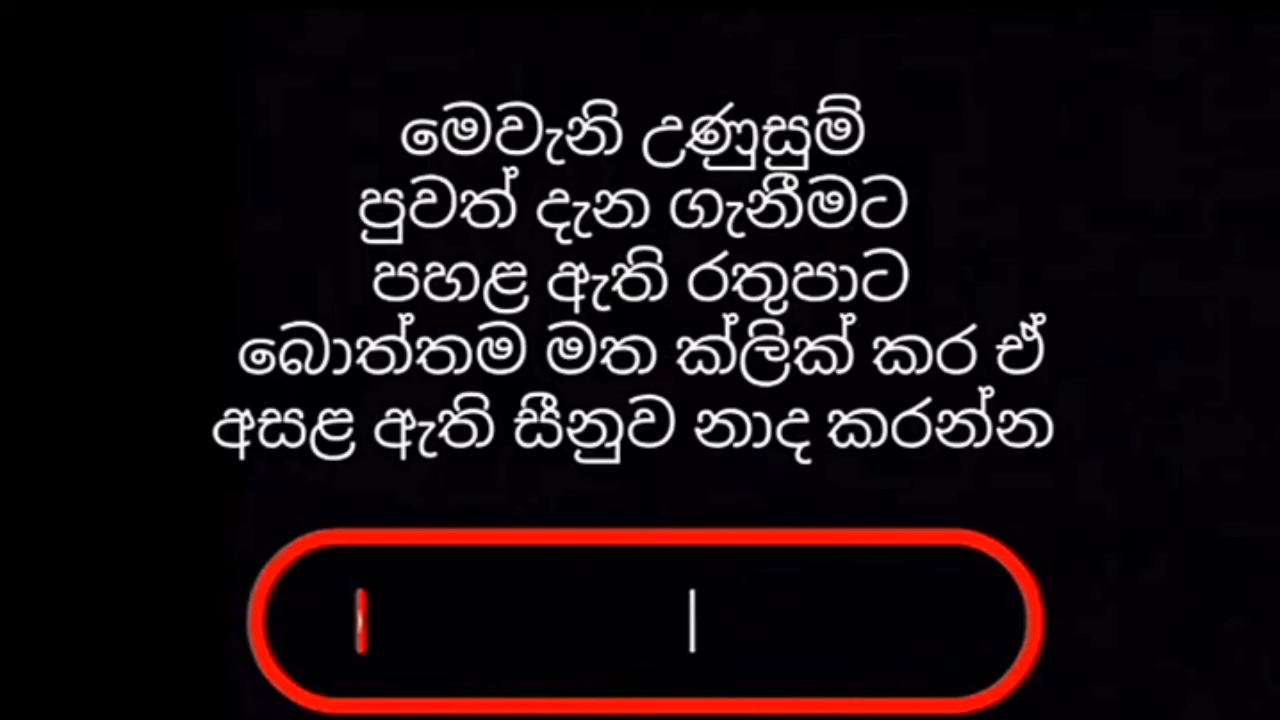 මෙවැනි උණුසුම්
පුවත් දැන ගැනීමට
පහළ ඇති රතුපාට
බොත්තම මත ක්ලික් කර ඒ
අසළ ඇති සීනුව නාද කරන්න